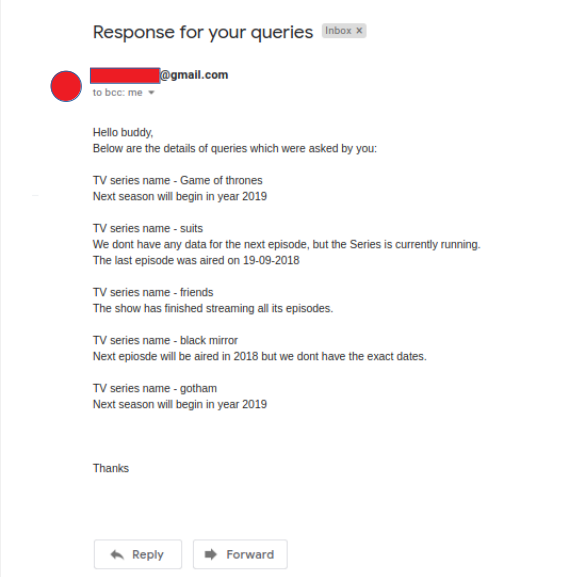 Response for your queries Inbox x
@gmail.com
to bcc: me
Hello buddy,
Below are the details of queries which were asked by you:
TV series name - Game of thrones
Next season will begin in year 2019
TV series name - suits
We dont have any data for the next episode, but the Series is currently running.
The last episode was aired on 19-09-2018
TV series name - friends
The show has finished streaming all its episodes.
TV series name - black mirror
Next epiosde will be aired in 2018 but we dont have the exact dates.
TV series name - gotham
Next season will begin in year 2019
Thanks
Reply Forward